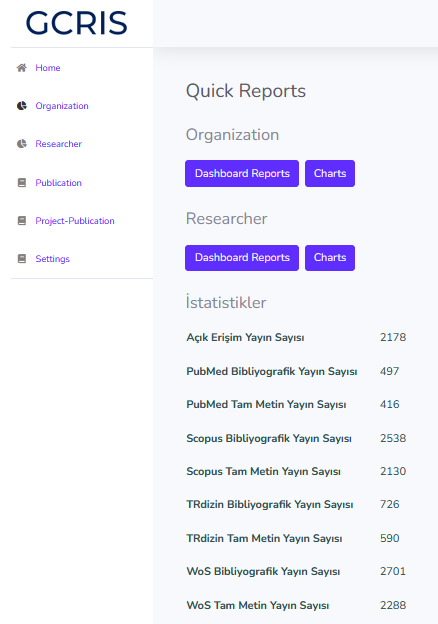 GCRIS
Home
Organization
Researcher
Publication
Project-Publication
Settings
Quick Reports
Organization
Dashboard Reports Charts
Researcher
Dashboard Reports Charts
İstatistikler
Açık Erişim Yayın Sayısı 2178
PubMed Bibliyografik Yayın Sayısı 497
PubMed Tam Metin Yayın Sayısı 416
Scopus Bibliyografik Yayın Sayısı 2538
Scopus Tam Metin Yayın Sayısı 2130
TRdizin Bibliyografik Yayın Sayısı 726
TRdizin Tam Metin Yayın Sayısı 590
WoS Bibliyografik Yayın Sayısı 2701
WoS Tam Metin Yayın Sayısı 2288